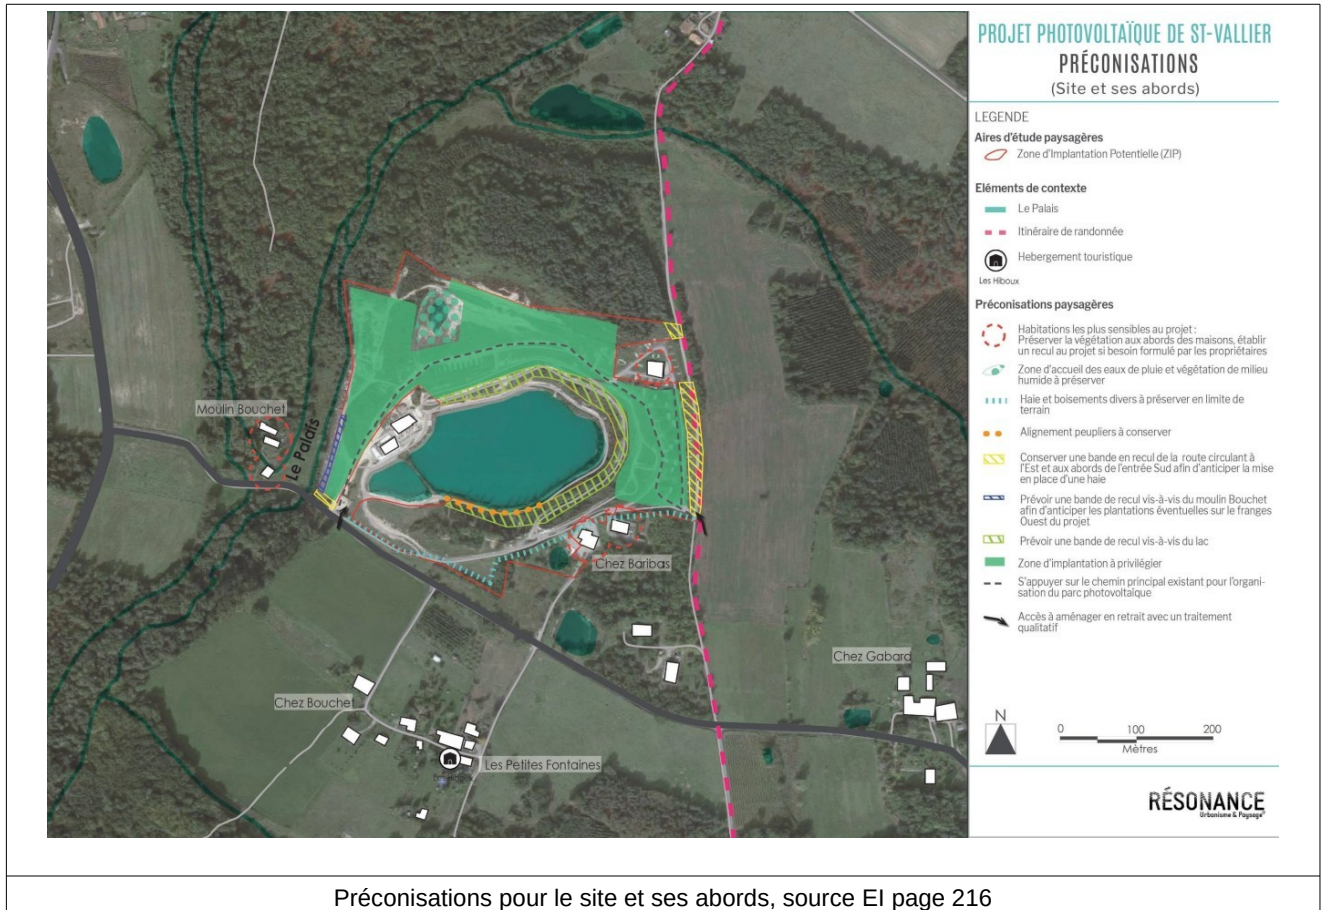 PROJET PHOTOVOLTAÏQUE DE ST-VALLIER
PRÉCONISATIONS
(Site et ses abords)
LEGENDE
Aires d'étude paysagères
Zone d'Implantation Potentielle (ZIP)
Eléments de contexte
Le Palais
Itinéraire de randonnée
Hebergement touristique
Les Hiboux
Préconisations paysagères
Habitations les plus sensibles au projet :
Préserver la végétation aux abords des maisons, établir
un recul au projet si besoin formulé par les propriétaires
Zone d'accueil des eaux de pluie et végétation de milieu
humide à préserver
Haie et boisements divers à préserver en limite de
terrain
Alignement peupliers à conserver
Conserver une bande en recul de la route circulant à
l'Est et aux abords de l'entrée Sud afin d'anticiper la mise
en place d'une haie
Prévoir une bande de recul vis-à-vis du moulin Bouchet
afin d'anticiper les plantations éventuelles sur le franges
Ouest du projet
Prévoir une bande de recul vis-à-vis du lac
Zone d'implantation à privilégier
S'appuyer sur le chemin principal existant pour l'organi-
sation du parc photovoltaïque
Accès à aménager en retrait avec un traitement
qualitatif
N
0 100 200
Mètres
RÉSONANCE
Urbanisme & Paysage
Moulin Bouchet
Le Palais
Chez Baribas
Chez Gabard
Chez Bouchet
Les Petites Fontaines
Préconisations pour le site et ses abords, source EI page 216